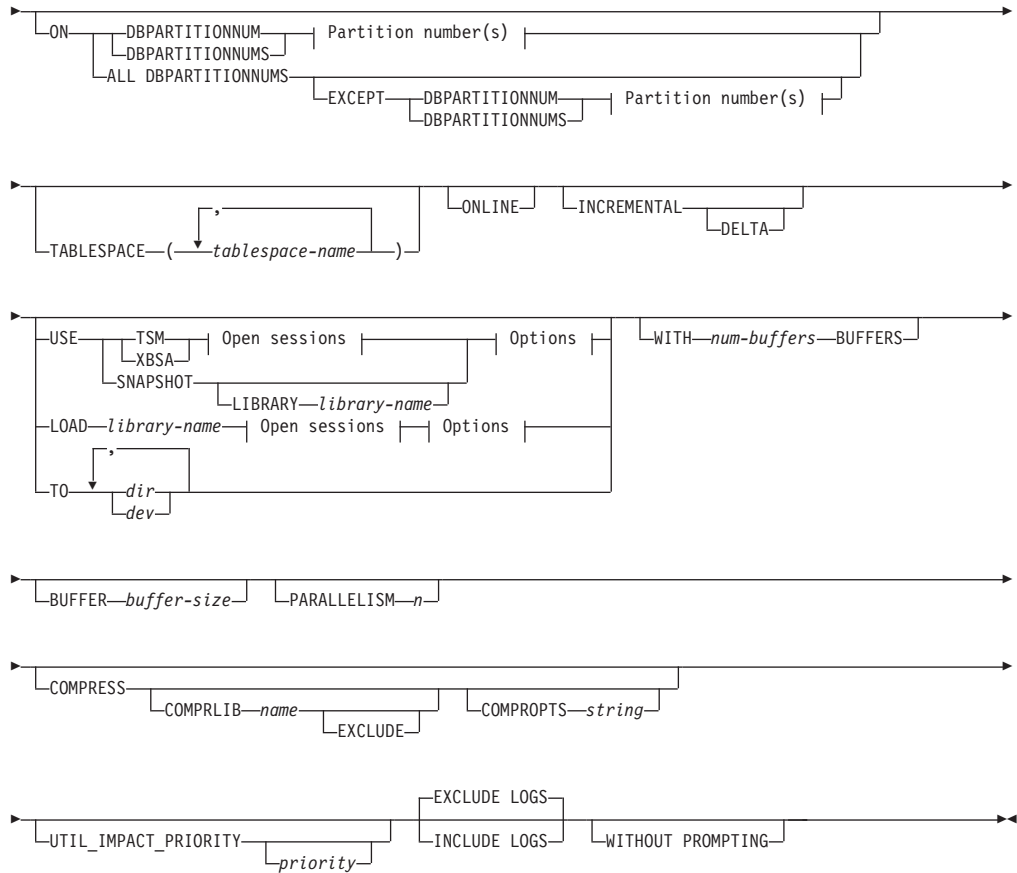 ON DBPARTITIONNUM Partition number(s)
DBPARTITIONNUMS
ALL DBPARTITIONNUMS
EXCEPT DBPARTITIONNUM Partition number(s)
DBPARTITIONNUMS
,
ONLINE INCREMENTAL
DELTA
TABLESPACE ( tablespace-name )
USE TSM Open sessions Options WITH num-buffers BUFFERS
XBSA
SNAPSHOT
LIBRARY library-name
LOAD library-name Open sessions Options
,
TO dir
dev
BUFFER buffer-size PARALLELISM n
COMPRESS
COMPRLIB name COMPROPTS string
EXCLUDE
EXCLUDE LOGS
UTIL_IMPACT_PRIORITY INCLUDE LOGS WITHOUT PROMPTING
priority